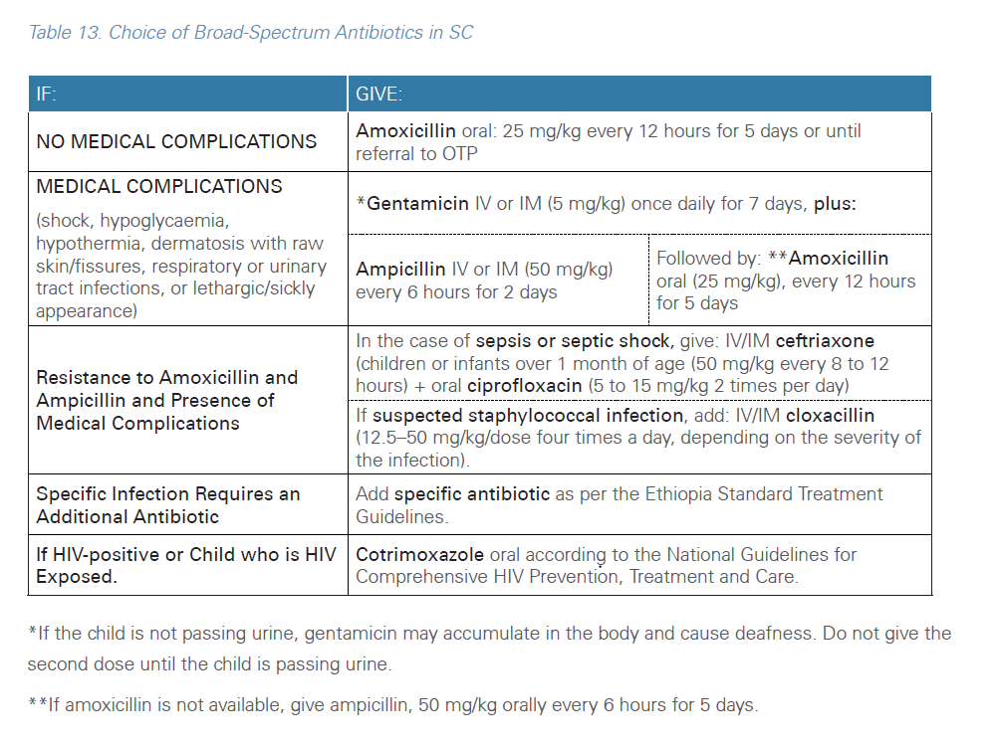 Table 13. Choice of Broad-Spectrum Antibiotics in SC
IF:
GIVE:
NO MEDICAL COMPLICATIONS
Amoxicillin oral: 25 mg/kg every 12 hours for 5 days or until
referral to OTP
MEDICAL COMPLICATIONS
(shock, hypoglycaemia,
hypothermia, dermatosis with raw
skin/fissures, respiratory or urinary
tract infections, or lethargic/sickly
appearance)
*Gentamicin IV or IM (5 mg/kg) once daily for 7 days, plus:
Ampicillin IV or IM (50 mg/kg)
every 6 hours for 2 days
Followed by: **Amoxicillin
oral (25 mg/kg), every 12 hours
for 5 days
Resistance to Amoxicillin and
Ampicillin and Presence of
Medical Complications
In the case of sepsis or septic shock, give: IV/IM ceftriaxone
(children or infants over 1 month of age (50 mg/kg every 8 to 12
hours) + oral ciprofloxacin (5 to 15 mg/kg 2 times per day)
If suspected staphylococcal infection, add: IV/IM cloxacillin
(12.5–50 mg/kg/dose four times a day, depending on the severity of
the infection).
Specific Infection Requires an
Additional Antibiotic
Add specific antibiotic as per the Ethiopia Standard Treatment
Guidelines.
If HIV-positive or Child who is HIV
Exposed.
Cotrimoxazole oral according to the National Guidelines for
Comprehensive HIV Prevention, Treatment and Care.
*If the child is not passing urine, gentamicin may accumulate in the body and cause deafness. Do not give the
second dose until the child is passing urine.
**If amoxicillin is not available, give ampicillin, 50 mg/kg orally every 6 hours for 5 days.